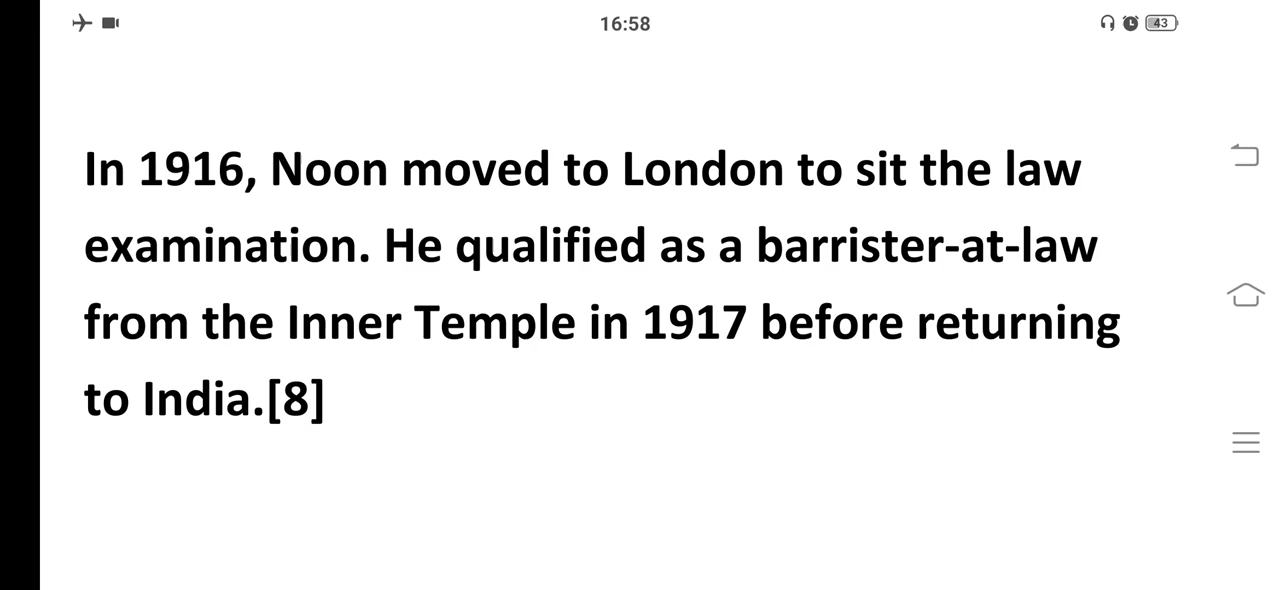 16:58
43
In 1916, Noon moved to London to sit the law
examination. He qualified as a barrister-at-law
from the Inner Temple in 1917 before returning
to India.[8]